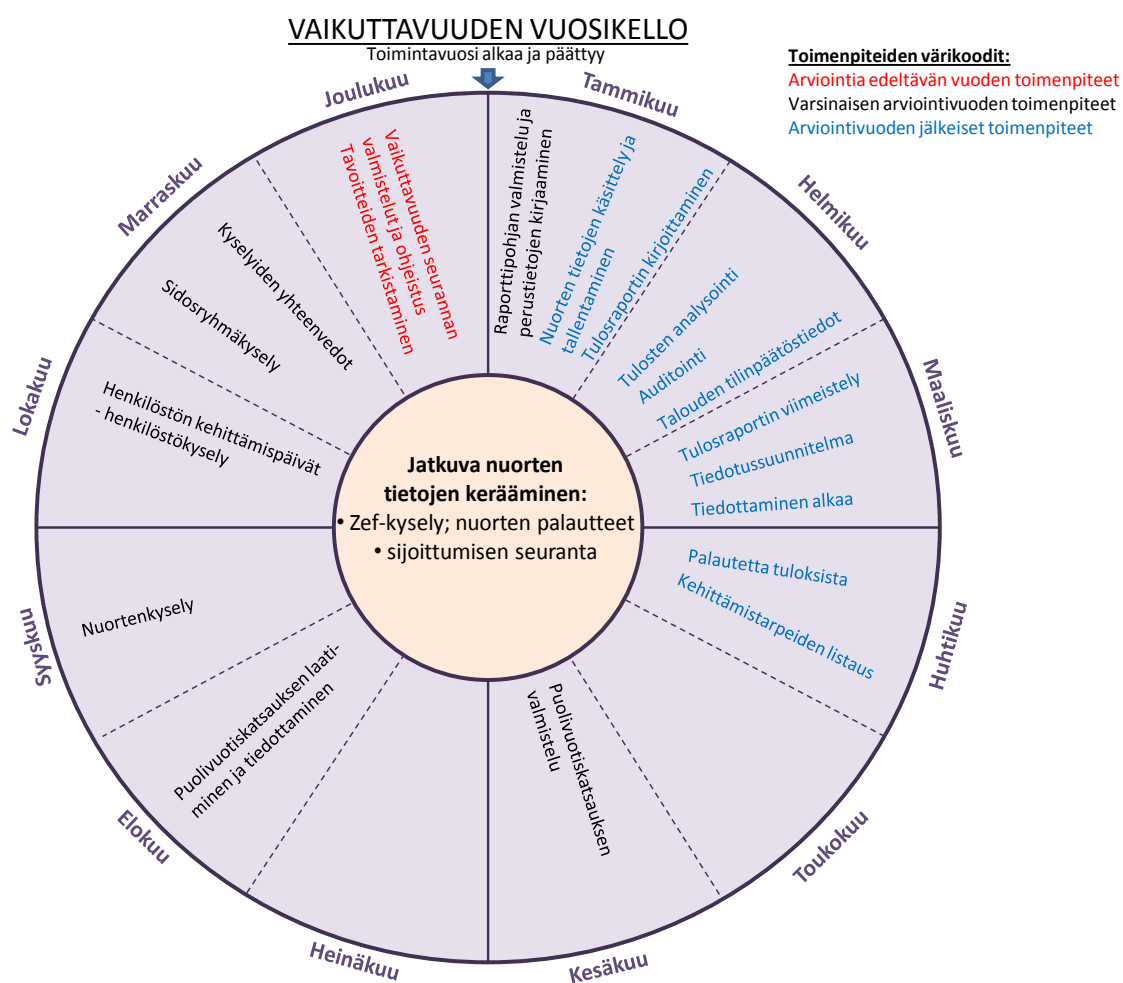 VAIKUTTAVUUDEN VUOSIKELLO
Toimintavuosi alkaa ja päättyy
Toimenpiteiden värikoodit:
Arviointia edeltävän vuoden toimenpiteet
Varsinaisen arviointivuoden toimenpiteet
Arviointivuoden jälkeiset toimenpiteet
Tammikuu
Raporttipohjan valmistelu ja
perustietojen kirjaaminen
Nuorten tietojen käsittely ja
tallentaminen
Tulosraportin kirjoittaminen
Helmikuu
Tulosten analysointi
Auditointi
Talouden tilinpäätöstiedot
Maaliskuu
Tulosraportin viimeistely
Tiedotussuunnitelma
Tiedottaminen alkaa
Huhtikuu
Palautetta tuloksista
Kehittämistarpeiden listaus
Toukokuu
Kesäkuu
Puolivuotiskatsauksen
valmistelu
Heinäkuu
Elokuu
Puolivuotiskatsauksen laati-
minen ja tiedottaminen
Syyskuu
Nuortenkysely
Lokakuu
Henkilöstön kehittämispäivät
- henkilöstökysely
Marraskuu
Sidosryhmäkysely
Kyselyiden yhteenvedot
Joulukuu
Vaikuttavuuden seurannan
valmistelut ja ohjeistus
Tavoitteiden tarkistaminen
Jatkuva nuorten
tietojen kerääminen:
• Zef-kysely; nuorten palautteet
• sijoittumisen seuranta